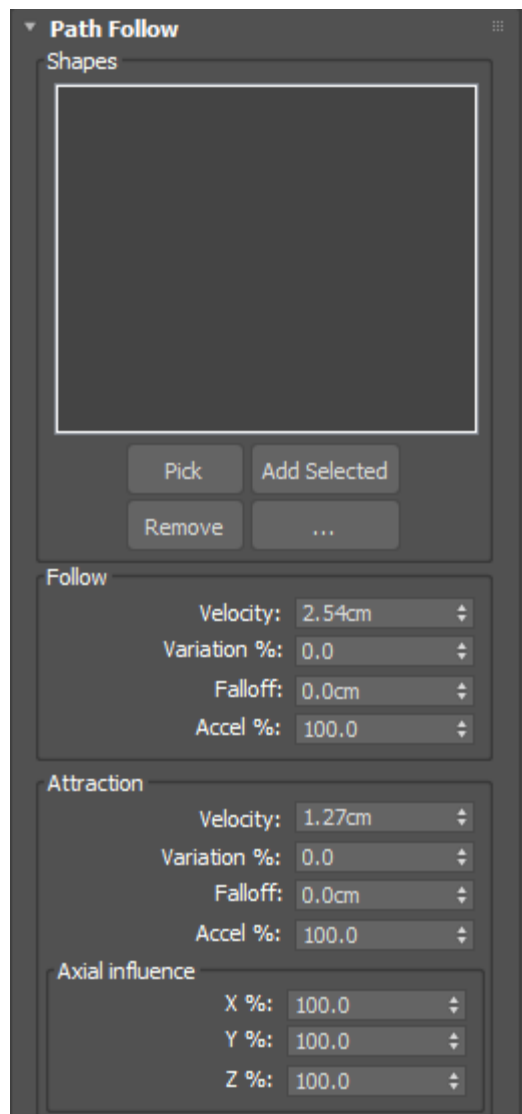 Path Follow
Shapes
Pick Add Selected
Remove ...
Follow
Velocity: 2.54cm
Variation %: 0.0
Falloff: 0.0cm
Accel %: 100.0
Attraction
Velocity: 1.27cm
Variation %: 0.0
Falloff: 0.0cm
Accel %: 100.0
Axial influence
X %: 100.0
Y %: 100.0
Z %: 100.0